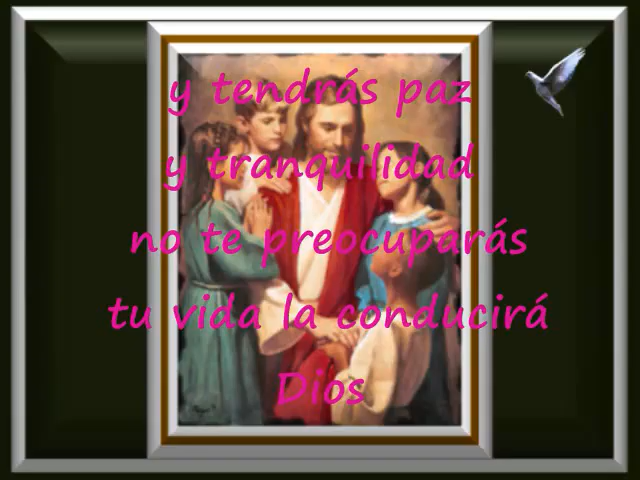 y tendrás paz
y tranquilidad
no te preocuparás
tu vida la conducirá
Dios